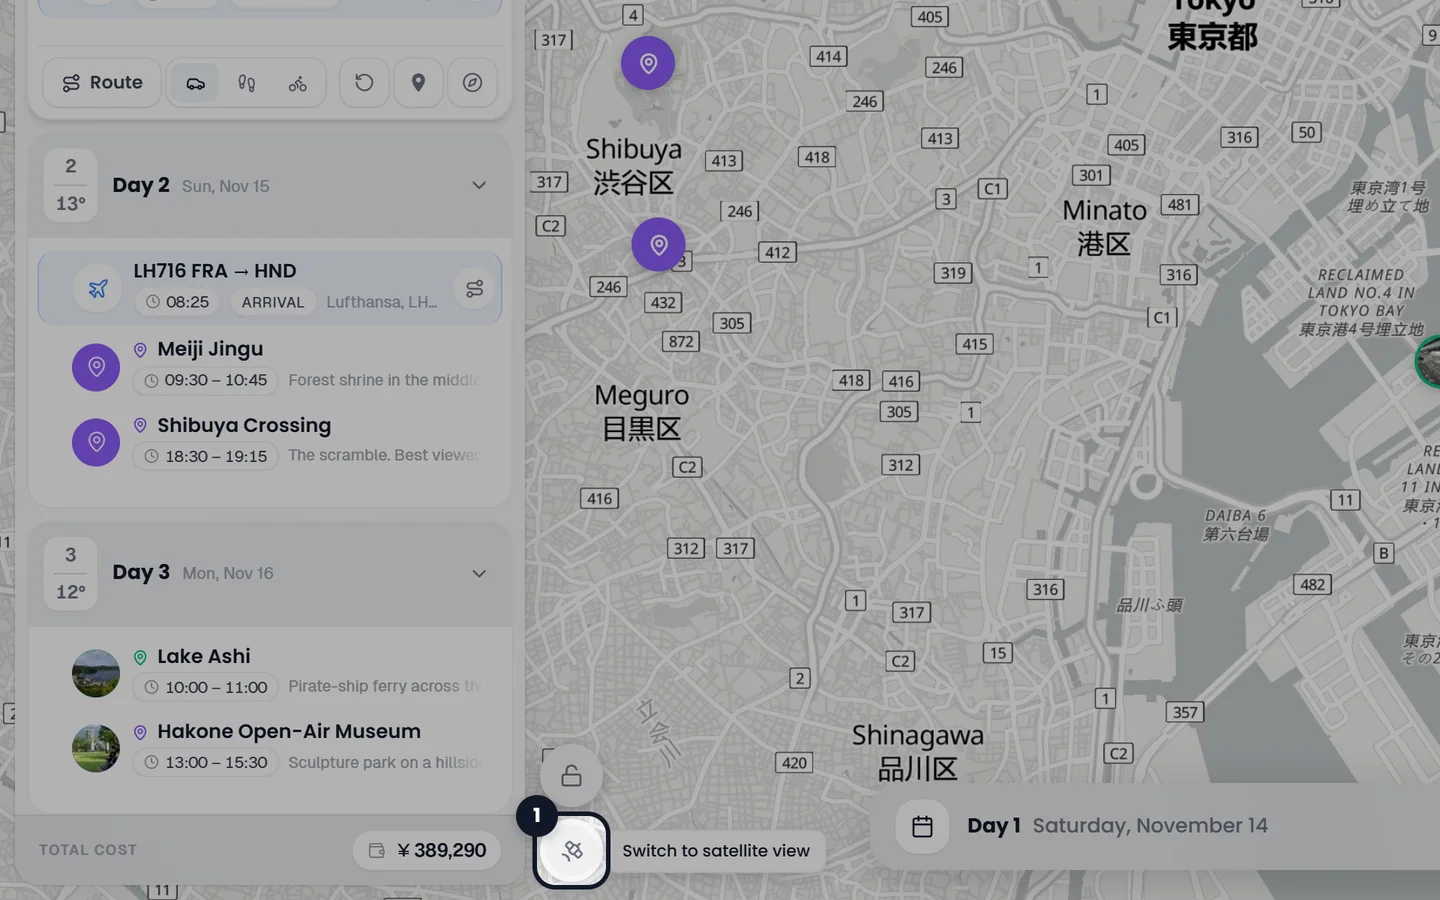 Route
2
13°
Day 2 Sun, Nov 15
LH716 FRA → HND
08:25 ARRIVAL Lufthansa, LH...
Meiji Jingu
09:30 – 10:45 Forest shrine in the middle
Shibuya Crossing
18:30 – 19:15 The scramble. Best viewed
3
12°
Day 3 Mon, Nov 16
Lake Ashi
10:00 – 11:00 Pirate-ship ferry across th
Hakone Open-Air Museum
13:00 – 15:30 Sculpture park on a hillside
TOTAL COST ¥ 389,290
1
Switch to satellite view
Day 1 Saturday, November 14
Tokyo
東京都
4
405
317
414
246
9
246
1
413
405
316
50
Shibuya
渋谷区
413
418
317
301
C1
3
481
東京湾1号
埋め立て地
246
C2
Minato
港区
412
3
319
1
316
RECLAIMED
LAND NO.4 IN
TOKYO BAY
東京港4号埋立地
246
432
305
C1
872
415
418
416
Meguro
目黒区
305
1
C2
312
416
11
DAIBA 6
第六台場
312
317
B
482
316
1
317
品川ふ頭
15
C2
2
1
357
立会川
Shinagawa
品川区
C2
420
11